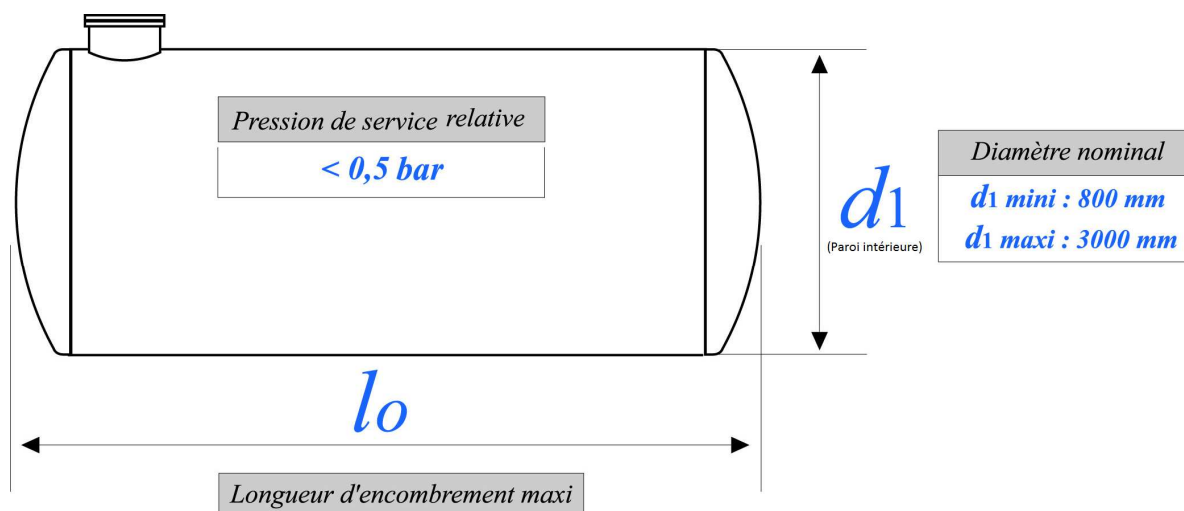 Pression de service relative
< 0,5 bar
d1
(Paroi intérieure)
Diamètre nominal
d1 mini : 800 mm
d1 maxi : 3000 mm
lo
Longueur d'encombrement maxi